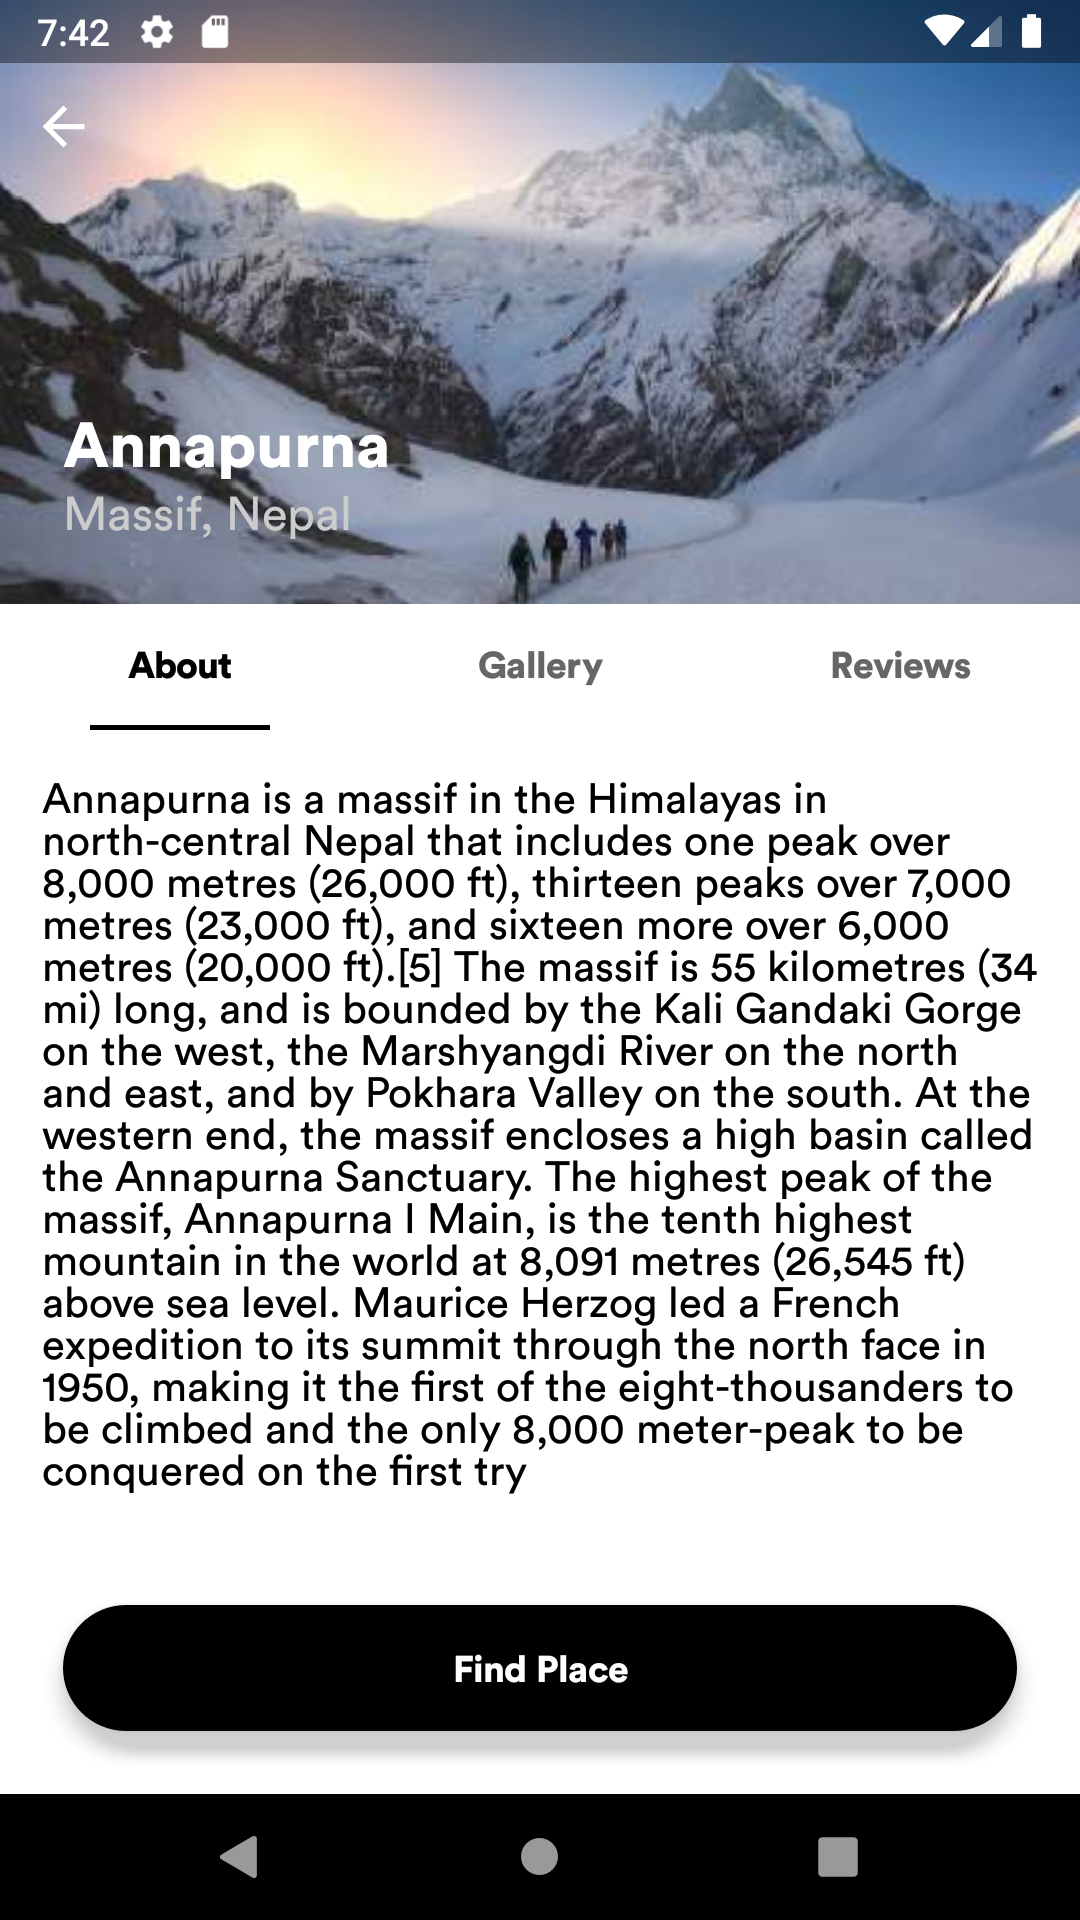 7:42
Annapurna
Massif, Nepal
About
Gallery
Reviews
Annapurna is a massif in the Himalayas in
north-central Nepal that includes one peak over
8,000 metres (26,000 ft), thirteen peaks over 7,000
metres (23,000 ft), and sixteen more over 6,000
metres (20,000 ft).[5] The massif is 55 kilometres (34
mi) long, and is bounded by the Kali Gandaki Gorge
on the west, the Marshyangdi River on the north
and east, and by Pokhara Valley on the south. At the
western end, the massif encloses a high basin called
the Annapurna Sanctuary. The highest peak of the
massif, Annapurna I Main, is the tenth highest
mountain in the world at 8,091 metres (26,545 ft)
above sea level. Maurice Herzog led a French
expedition to its summit through the north face in
1950, making it the first of the eight-thousanders to
be climbed and the only 8,000 meter-peak to be
conquered on the first try
Find Place